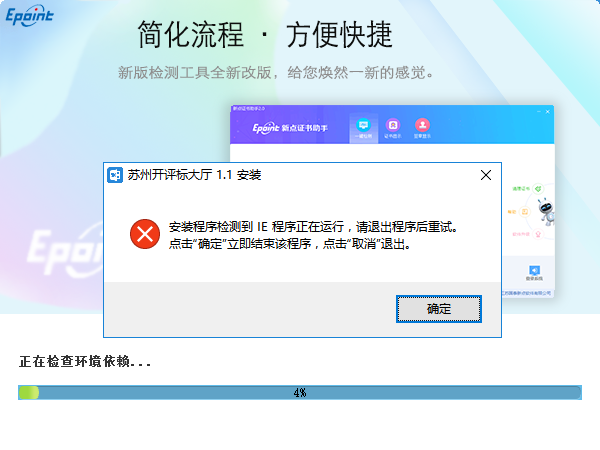 Epoint
简化流程 · 方便快捷
新版检测工具全新改版，给您焕然一新的感觉。
Epoint 新点证书助手
苏州开评标大厅 1.1 安装
安装程序检测到 IE 程序正在运行，请退出程序后重试。
点击“确定”立即结束该程序，点击“取消”退出。
确定
正在检查环境依赖...
4%